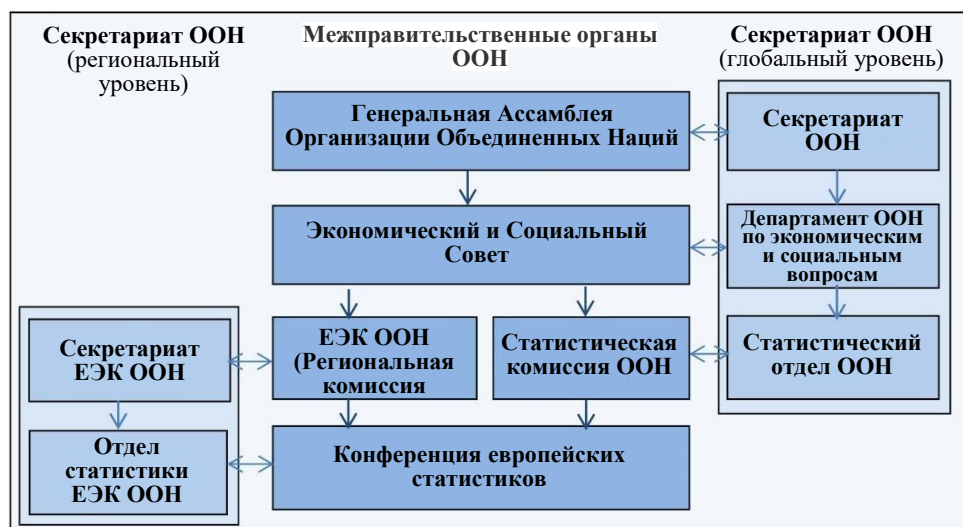 Секретариат ООН
(региональный
уровень)
Межправительственные органы
ООН
Секретариат ООН
(глобальный уровень)
Генеральная Ассамблея
Организации Объединенных Наций
Секретариат
ООН
Экономический и Социальный
Совет
Департамент ООН
по экономическим
и социальным
вопросам
Секретариат
ЕЭК ООН
ЕЭК ООН
(Региональная
комиссия
Статистическая
комиссия ООН
Статистический
отдел ООН
Отдел
статистики
ЕЭК ООН
Конференция европейских
статистиков